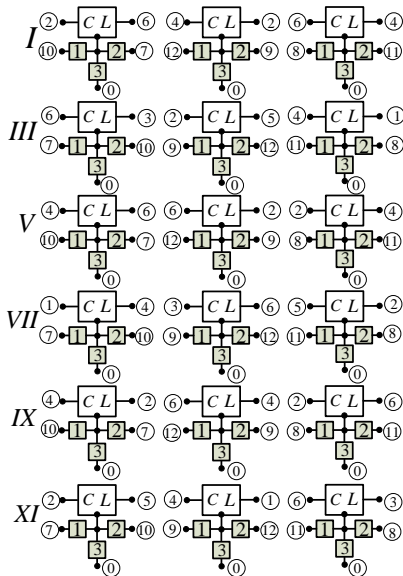 2 C L 6 4 C L 2 6 C L 4
I 10 1 2 7 12 1 2 9 8 1 2 11
3 3 3
0 0 0
6 C L 3 2 C L 5 4 C L 1
III 7 1 2 10 9 1 2 12 11 1 2 8
3 3 3
0 0 0
4 C L 6 6 C L 2 2 C L 4
V 10 1 2 7 12 1 2 9 8 1 2 11
3 3 3
0 0 0
1 C L 4 3 C L 6 5 C L 2
VII 7 1 2 10 9 1 2 12 11 1 2 8
3 3 3
0 0 0
4 C L 2 6 C L 4 2 C L 6
IX 10 1 2 7 12 1 2 9 8 1 2 11
3 3 3
0 0 0
2 C L 5 4 C L 1 6 C L 3
XI 7 1 2 10 9 1 2 12 11 1 2 8
3 3 3
0 0 0